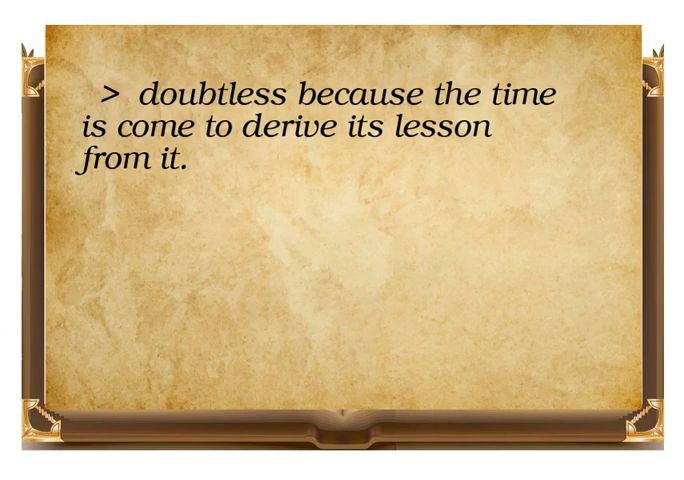 > doubtless because the time
is come to derive its lesson
from it.